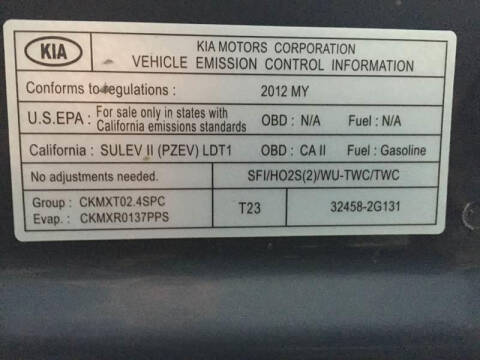 KIA
KIA MOTORS CORPORATION
VEHICLE EMISSION CONTROL INFORMATION
Conforms to regulations : 2012 MY
U.S.EPA : For sale only in states with California emissions standards OBD : N/A Fuel : N/A
California : SULEV II (PZEV) LDT1 OBD : CA II Fuel : Gasoline
No adjustments needed. SFI/HO2S(2)/WU-TWC/TWC
Group : CKMXT02.4SPC
Evap. : CKMXR0137PPS
T23
32458-2G131